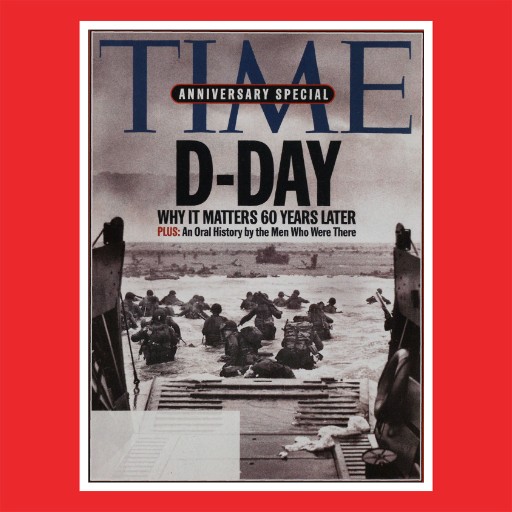 TIME
ANNIVERSARY SPECIAL
D-DAY
WHY IT MATTERS 60 YEARS LATER
PLUS: An Oral History by the Men Who Were There